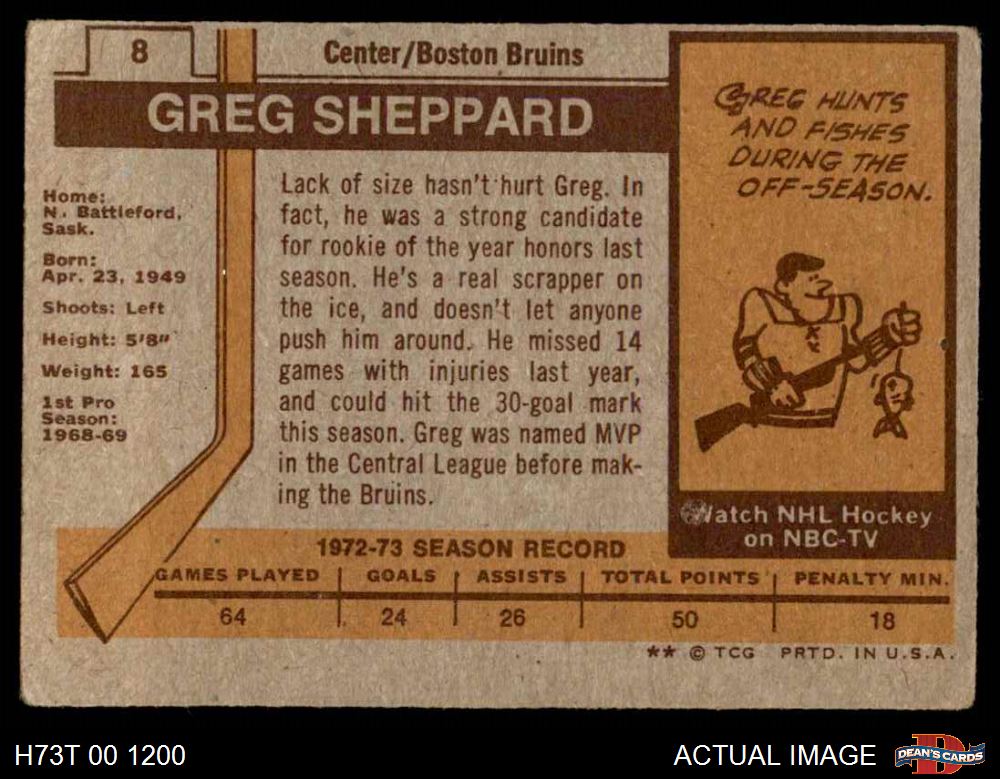 8
Center/Boston Bruins
GREG SHEPPARD
Home:
N. Battleford,
Sask.
Born:
Apr. 23, 1949
Shoots: Left
Height: 5'8"
Weight: 165
1st Pro
Season:
1968-69
Lack of size hasn't hurt Greg. In
fact, he was a strong candidate
for rookie of the year honors last
season. He's a real scrapper on
the ice, and doesn't let anyone
push him around. He missed 14
games with injuries last year,
and could hit the 30-goal mark
this season. Greg was named MVP
in the Central League before mak-
ing the Bruins.
GREG HUNTS
AND FISHES
DURING THE
OFF-SEASON.
Watch NHL Hockey
on NBC-TV
1972-73 SEASON RECORD
GAMES PLAYED GOALS ASSISTS TOTAL POINTS PENALTY MIN.
64 24 26 50 18
** © TCG PRTD. IN U.S.A.
H73T 00 1200
ACTUAL IMAGE
DEAN'S CARDS